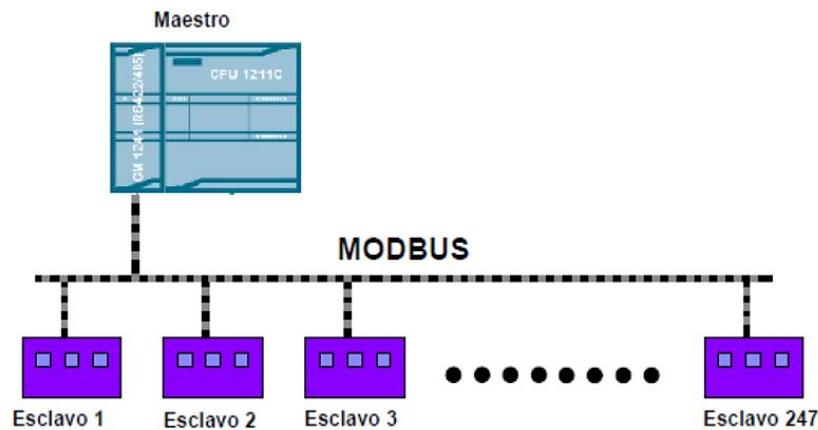 Maestro
CM 1241 (RS422/485)
CPU 1211C
MODBUS
Esclavo 1
Esclavo 2
Esclavo 3
Esclavo 247